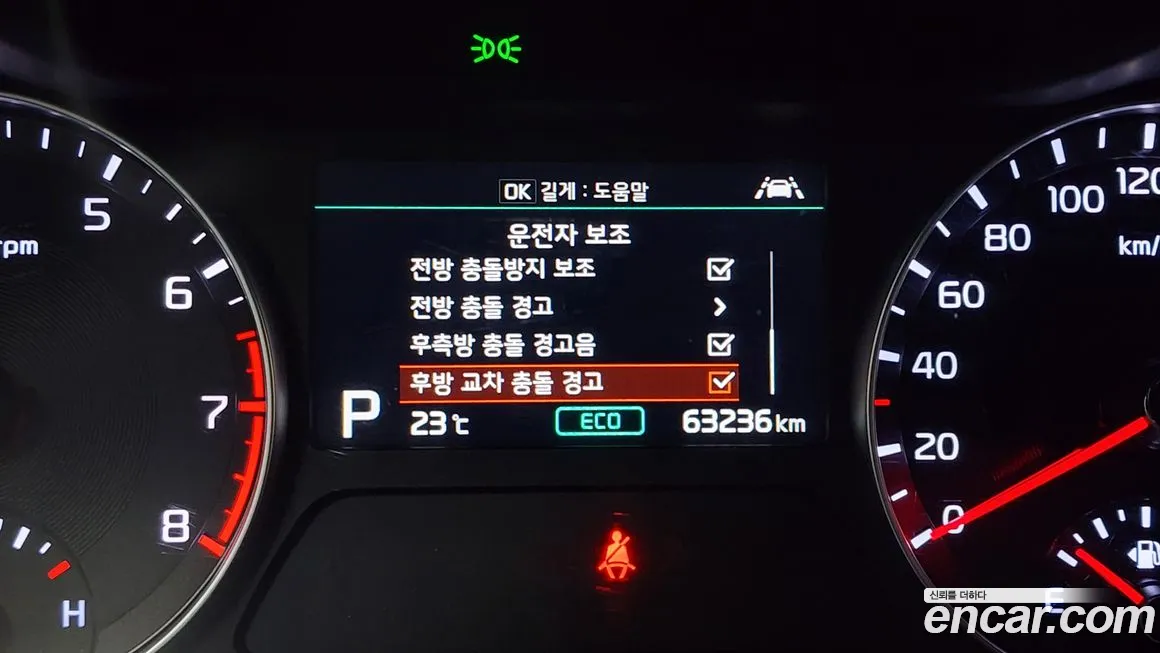 OK 길게 : 도움말
운전자 보조
전방 충돌방지 보조
전방 충돌 경고
후측방 충돌 경고음
후방 교차 충돌 경고
P 23℃ ECO 63236 km
rpm
5
6
7
8
H
120
100
80
60
40
20
0
km/
E
신뢰를 더하다
encar.com